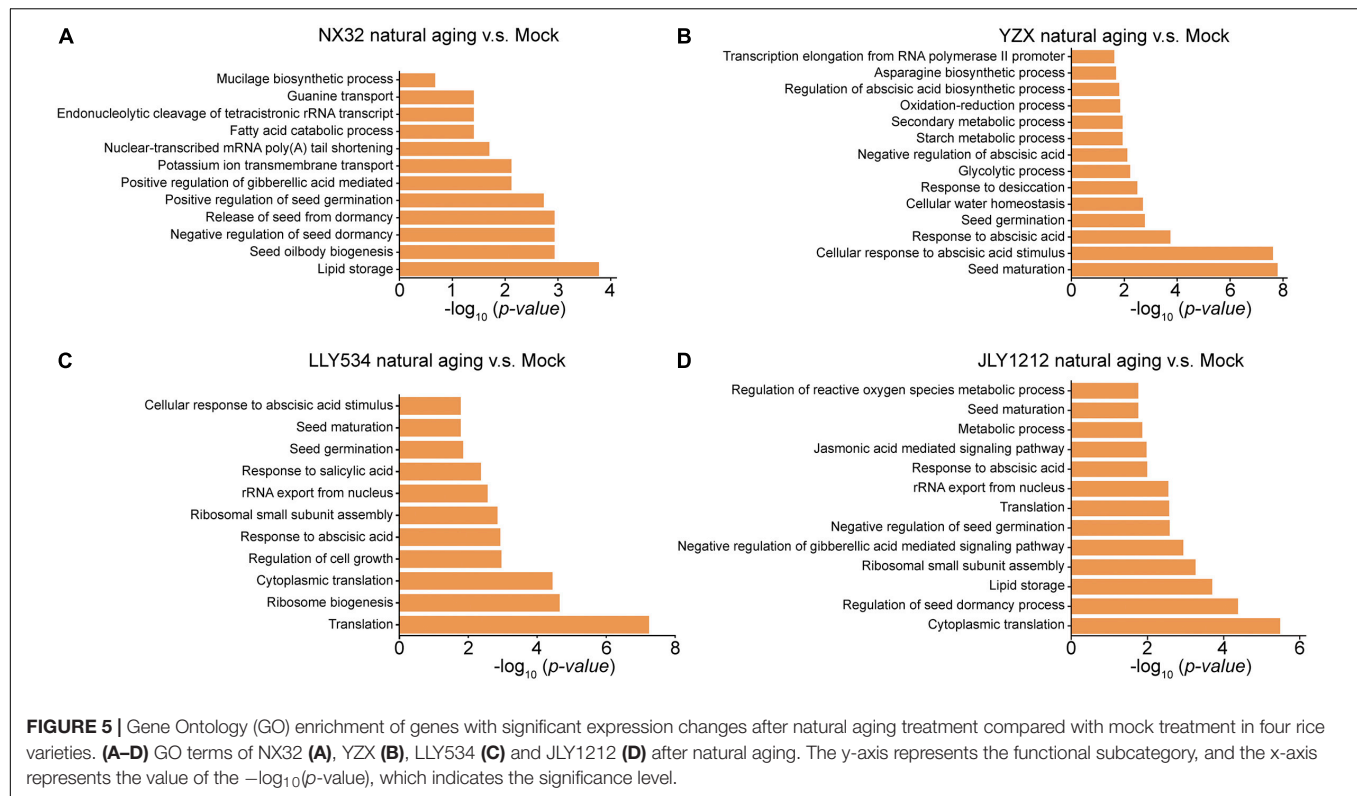 A
NX32 natural aging v.s. Mock
Mucilage biosynthetic process
Guanine transport
Endonucleolytic cleavage of tetracistronic rRNA transcript
Fatty acid catabolic process
Nuclear-transcribed mRNA poly(A) tail shortening
Potassium ion transmembrane transport
Positive regulation of gibberellic acid mediated
Positive regulation of seed germination
Release of seed from dormancy
Negative regulation of seed dormancy
Seed oilbody biogenesis
Lipid storage
0 1 2 3 4
-log10 (p-value)
B
YZX natural aging v.s. Mock
Transcription elongation from RNA polymerase II promoter
Asparagine biosynthetic process
Regulation of abscisic acid biosynthetic process
Oxidation-reduction process
Secondary metabolic process
Starch metabolic process
Negative regulation of abscisic acid
Glycolytic process
Response to desiccation
Cellular water homeostasis
Seed germination
Response to abscisic acid
Cellular response to abscisic acid stimulus
Seed maturation
0 2 4 6 8
-log10 (p-value)
C
LLY534 natural aging v.s. Mock
Cellular response to abscisic acid stimulus
Seed maturation
Seed germination
Response to salicylic acid
rRNA export from nucleus
Ribosomal small subunit assembly
Response to abscisic acid
Regulation of cell growth
Cytoplasmic translation
Ribosome biogenesis
Translation
0 2 4 6 8
-log10 (p-value)
D
JLY1212 natural aging v.s. Mock
Regulation of reactive oxygen species metabolic process
Seed maturation
Metabolic process
Jasmonic acid mediated signaling pathway
Response to abscisic acid
rRNA export from nucleus
Translation
Negative regulation of seed germination
Negative regulation of gibberellic acid mediated signaling pathway
Ribosomal small subunit assembly
Lipid storage
Regulation of seed dormancy process
Cytoplasmic translation
0 2 4 6
-log10 (p-value)
FIGURE 5 | Gene Ontology (GO) enrichment of genes with significant expression changes after natural aging treatment compared with mock treatment in four rice
varieties. (A–D) GO terms of NX32 (A), YZX (B), LLY534 (C) and JLY1212 (D) after natural aging. The y-axis represents the functional subcategory, and the x-axis
represents the value of the −log10(p-value), which indicates the significance level.